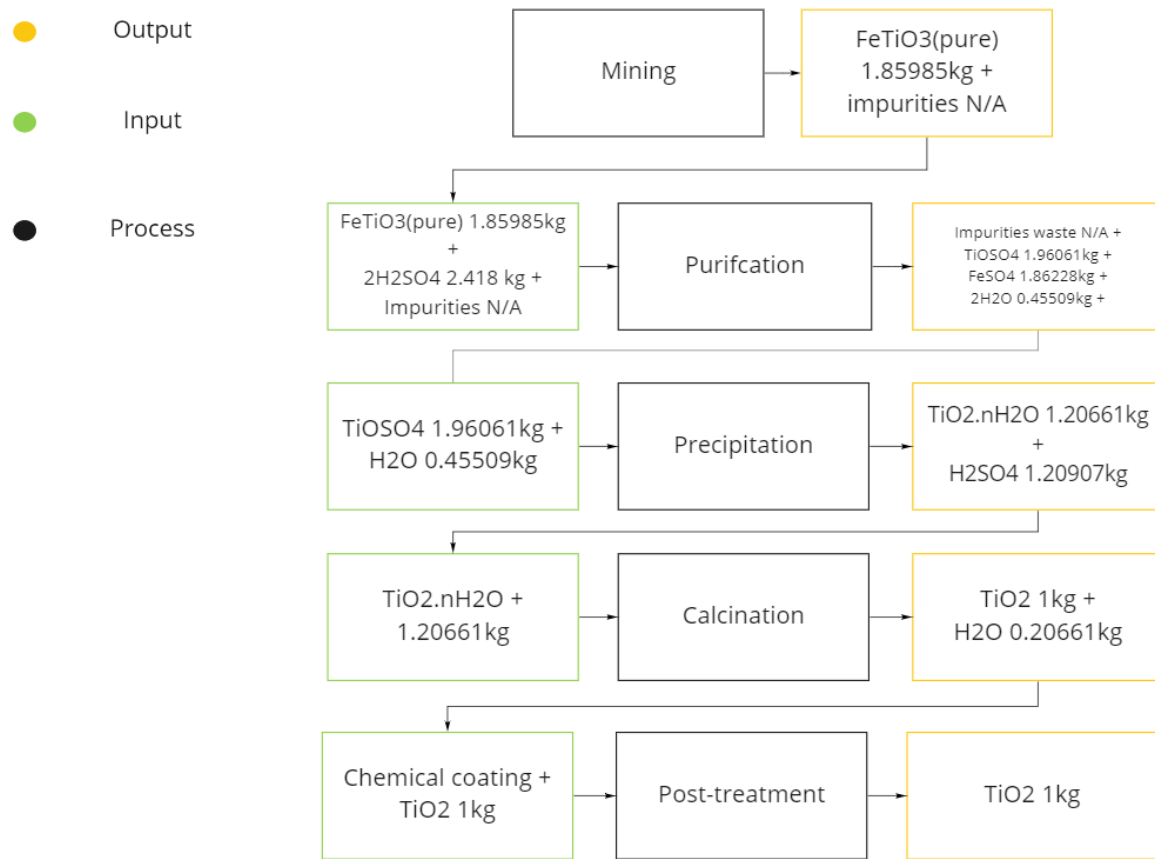 Output
Input
Process
Mining
FeTiO3(pure)
1.85985kg +
impurities N/A
FeTiO3(pure) 1.85985kg
+
2H2SO4 2.418 kg +
Impurities N/A
Purifcation
Impurities waste N/A +
TiOSO4 1.96061kg +
FeSO4 1.86228kg +
2H2O 0.45509kg +
TiOSO4 1.96061kg +
H2O 0.45509kg
Precipitation
TiO2.nH2O 1.20661kg
+
H2SO4 1.20907kg
TiO2.nH2O +
1.20661kg
Calcination
TiO2 1kg +
H2O 0.20661kg
Chemical coating +
TiO2 1kg
Post-treatment
TiO2 1kg